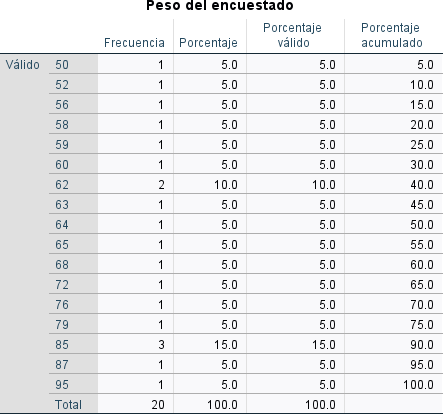 Peso del encuestado
Frecuencia Porcentaje Porcentaje válido Porcentaje acumulado
Válido 50 1 5.0 5.0 5.0
52 1 5.0 5.0 10.0
56 1 5.0 5.0 15.0
58 1 5.0 5.0 20.0
59 1 5.0 5.0 25.0
60 1 5.0 5.0 30.0
62 2 10.0 10.0 40.0
63 1 5.0 5.0 45.0
64 1 5.0 5.0 50.0
65 1 5.0 5.0 55.0
68 1 5.0 5.0 60.0
72 1 5.0 5.0 65.0
76 1 5.0 5.0 70.0
79 1 5.0 5.0 75.0
85 3 15.0 15.0 90.0
87 1 5.0 5.0 95.0
95 1 5.0 5.0 100.0
Total 20 100.0 100.0